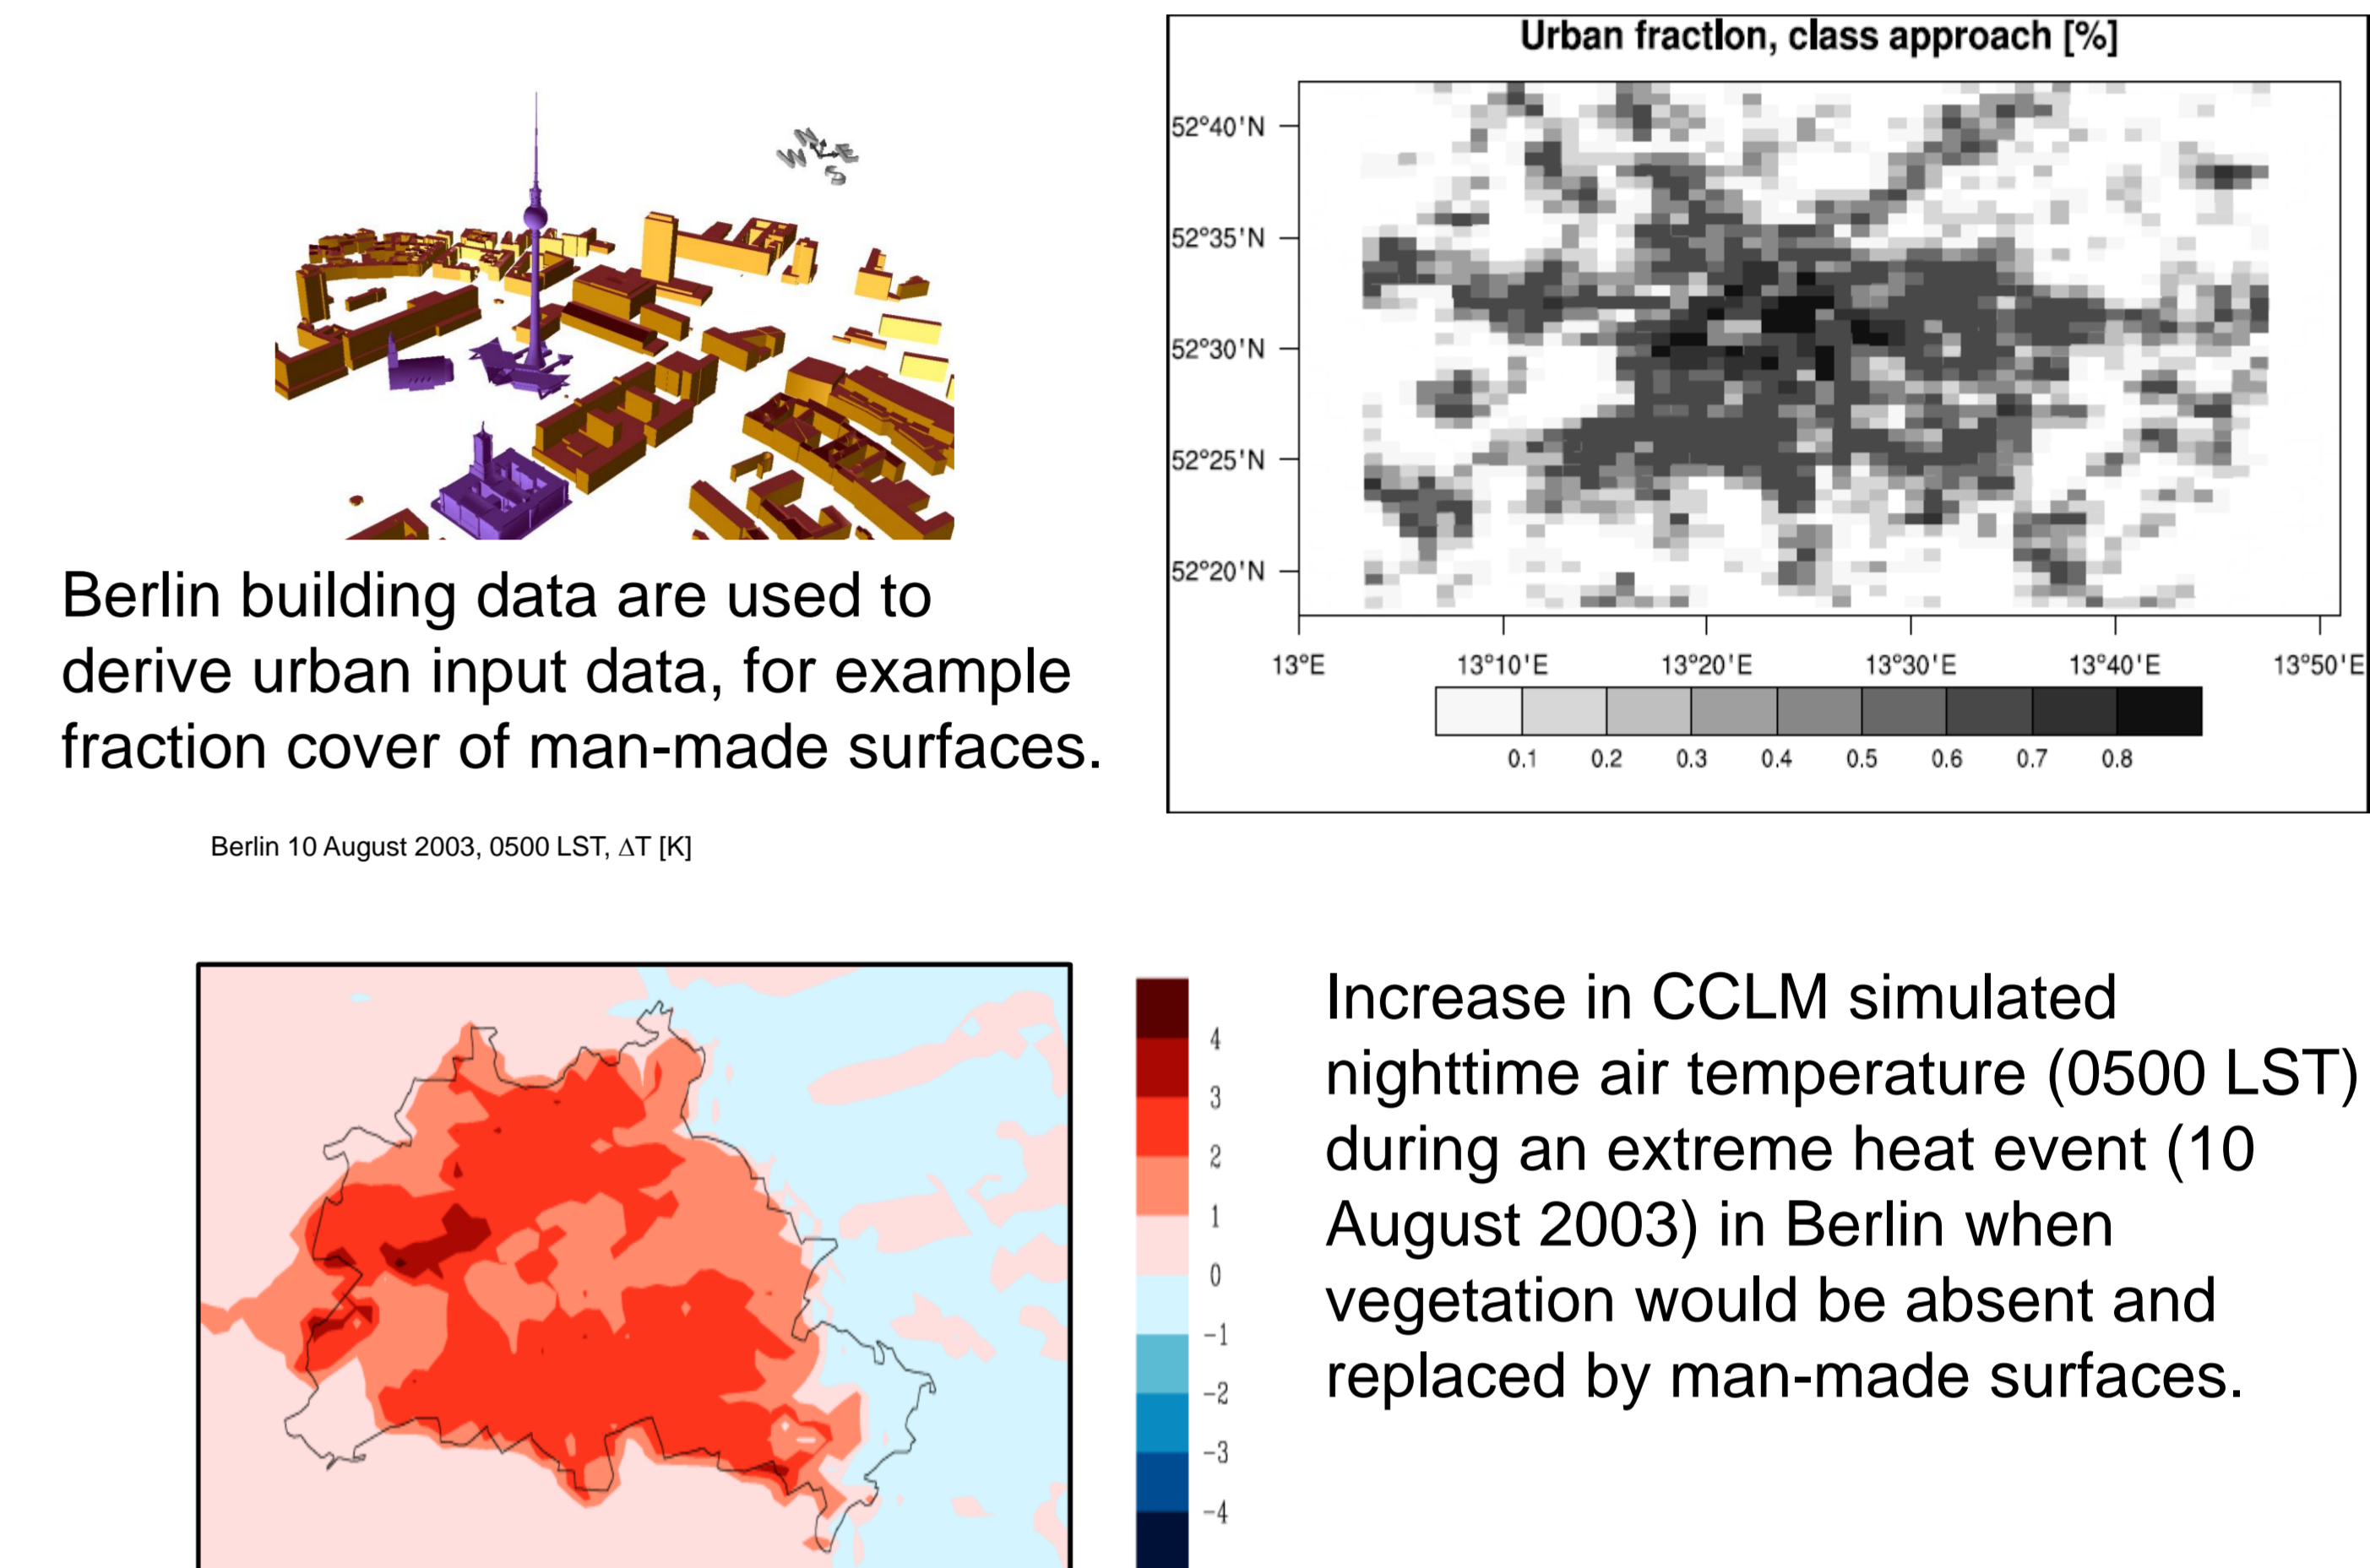 Urban fraction, class approach [%]
N
W
E
S
52°40'N
52°35'N
52°30'N
52°25'N
52°20'N
13°E 13°10'E 13°20'E 13°30'E 13°40'E 13°50'E
0.1 0.2 0.3 0.4 0.5 0.6 0.7 0.8
Berlin building data are used to
derive urban input data, for example
fraction cover of man-made surfaces.
Berlin 10 August 2003, 0500 LST, ΔT [K]
4
3
2
1
0
-1
-2
-3
-4
Increase in CCLM simulated
nighttime air temperature (0500 LST)
during an extreme heat event (10
August 2003) in Berlin when
vegetation would be absent and
replaced by man-made surfaces.